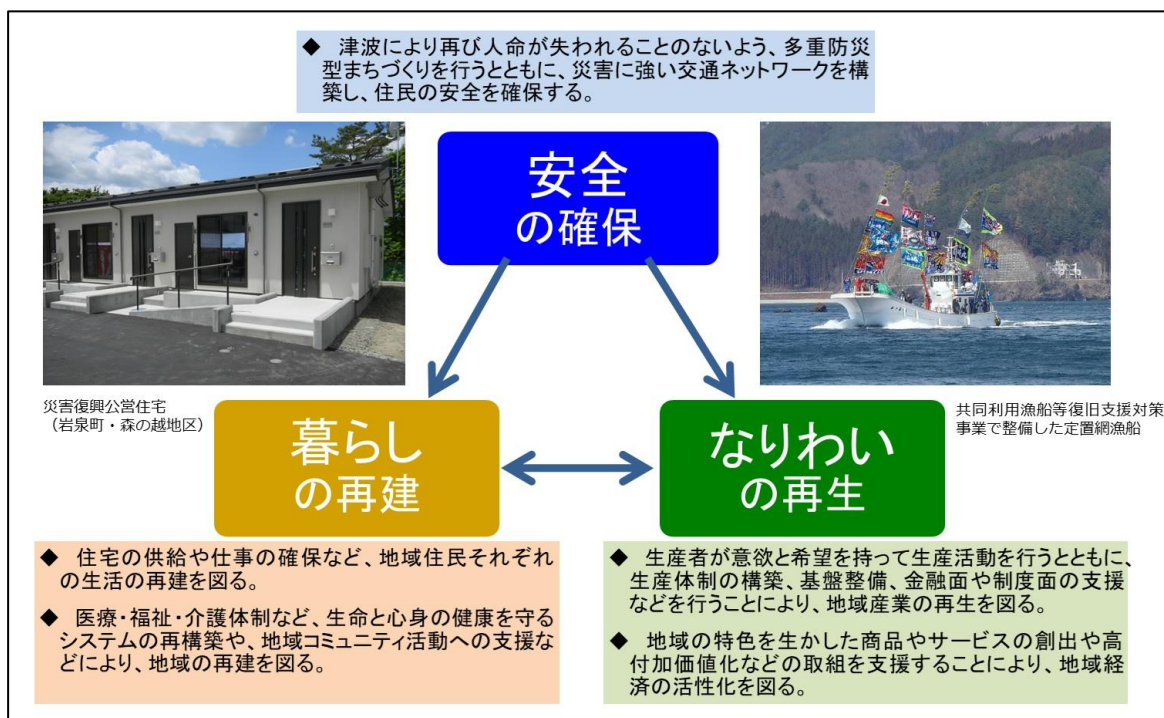 ◆ 津波により再び人命が失われることのないよう、多重防災
型まちづくりを行うとともに、災害に強い交通ネットワークを構
築し、住民の安全を確保する。
安全
の確保
災害復興公営住宅
（岩泉町・森の越地区）
共同利用漁船等復旧支援対策
事業で整備した定置網漁船
暮らし
の再建
なりわい
の再生
◆ 住宅の供給や仕事の確保など、地域住民それぞれ
の生活の再建を図る。
◆ 医療・福祉・介護体制など、生命と心身の健康を守る
システムの再構築や、地域コミュニティ活動への支援な
どにより、地域の再建を図る。
◆ 生産者が意欲と希望を持って生産活動を行うとともに、
生産体制の構築、基盤整備、金融面や制度面の支援
などを行うことにより、地域産業の再生を図る。
◆ 地域の特色を生かした商品やサービスの創出や高
付加価値化などの取組を支援することにより、地域経
済の活性化を図る。